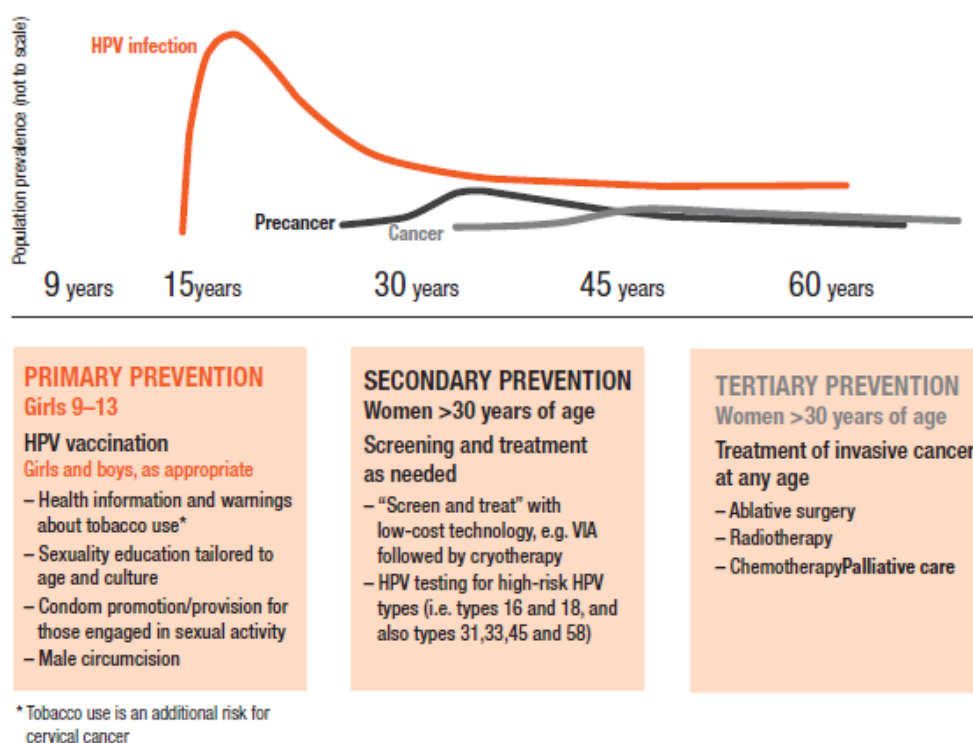 Population prevalence (not to scale)
HPV infection
Precancer
Cancer
9 years 15years 30 years 45 years 60 years
PRIMARY PREVENTION
Girls 9–13
HPV vaccination
Girls and boys, as appropriate
– Health information and warnings
about tobacco use*
– Sexuality education tailored to
age and culture
– Condom promotion/provision for
those engaged in sexual activity
– Male circumcision
SECONDARY PREVENTION
Women >30 years of age
Screening and treatment
as needed
– “Screen and treat” with
low-cost technology, e.g. VIA
followed by cryotherapy
– HPV testing for high-risk HPV
types (i.e. types 16 and 18, and
also types 31,33,45 and 58)
TERTIARY PREVENTION
Women >30 years of age
Treatment of invasive cancer
at any age
– Ablative surgery
– Radiotherapy
– ChemotherapyPalliative care
* Tobacco use is an additional risk for
cervical cancer